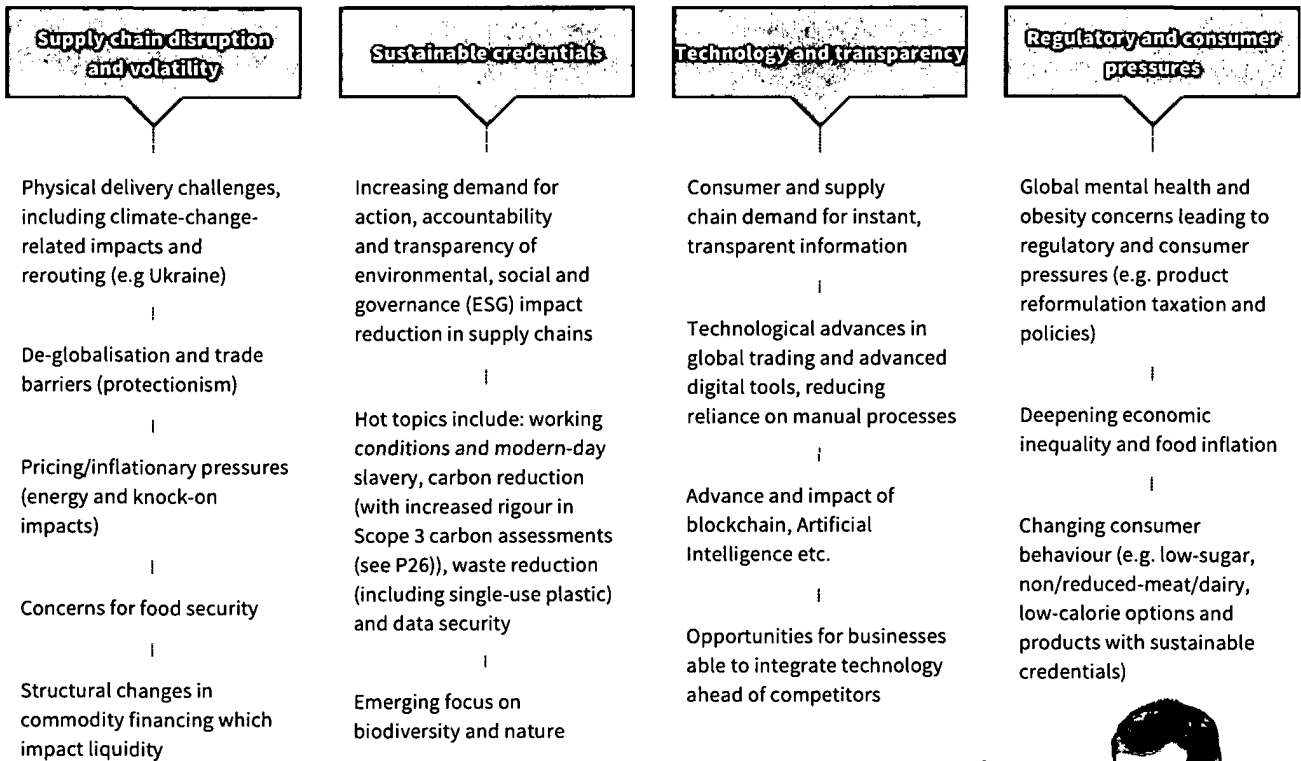 Supply chain disruption
and volatility
Physical delivery challenges,
including climate-change-
related impacts and
rerouting (e.g Ukraine)
De-globalisation and trade
barriers (protectionism)
Pricing/inflationary pressures
(energy and knock-on
impacts)
Concerns for food security
Structural changes in
commodity financing which
impact liquidity
Sustainable credentials
Increasing demand for
action, accountability
and transparency of
environmental, social and
governance (ESG) impact
reduction in supply chains
Hot topics include: working
conditions and modern-day
slavery, carbon reduction
(with increased rigour in
Scope 3 carbon assessments
(see P26)), waste reduction
(including single-use plastic)
and data security
Emerging focus on
biodiversity and nature
Technology and transparency
Consumer and supply
chain demand for instant,
transparent information
Technological advances in
global trading and advanced
digital tools, reducing
reliance on manual processes
Advance and impact of
blockchain, Artificial
Intelligence etc.
Opportunities for businesses
able to integrate technology
ahead of competitors
Regulatory and consumer
pressures
Global mental health and
obesity concerns leading to
regulatory and consumer
pressures (e.g. product
reformulation taxation and
policies)
Deepening economic
inequality and food inflation
Changing consumer
behaviour (e.g. low-sugar,
non/reduced-meat/dairy,
low-calorie options and
products with sustainable
credentials)